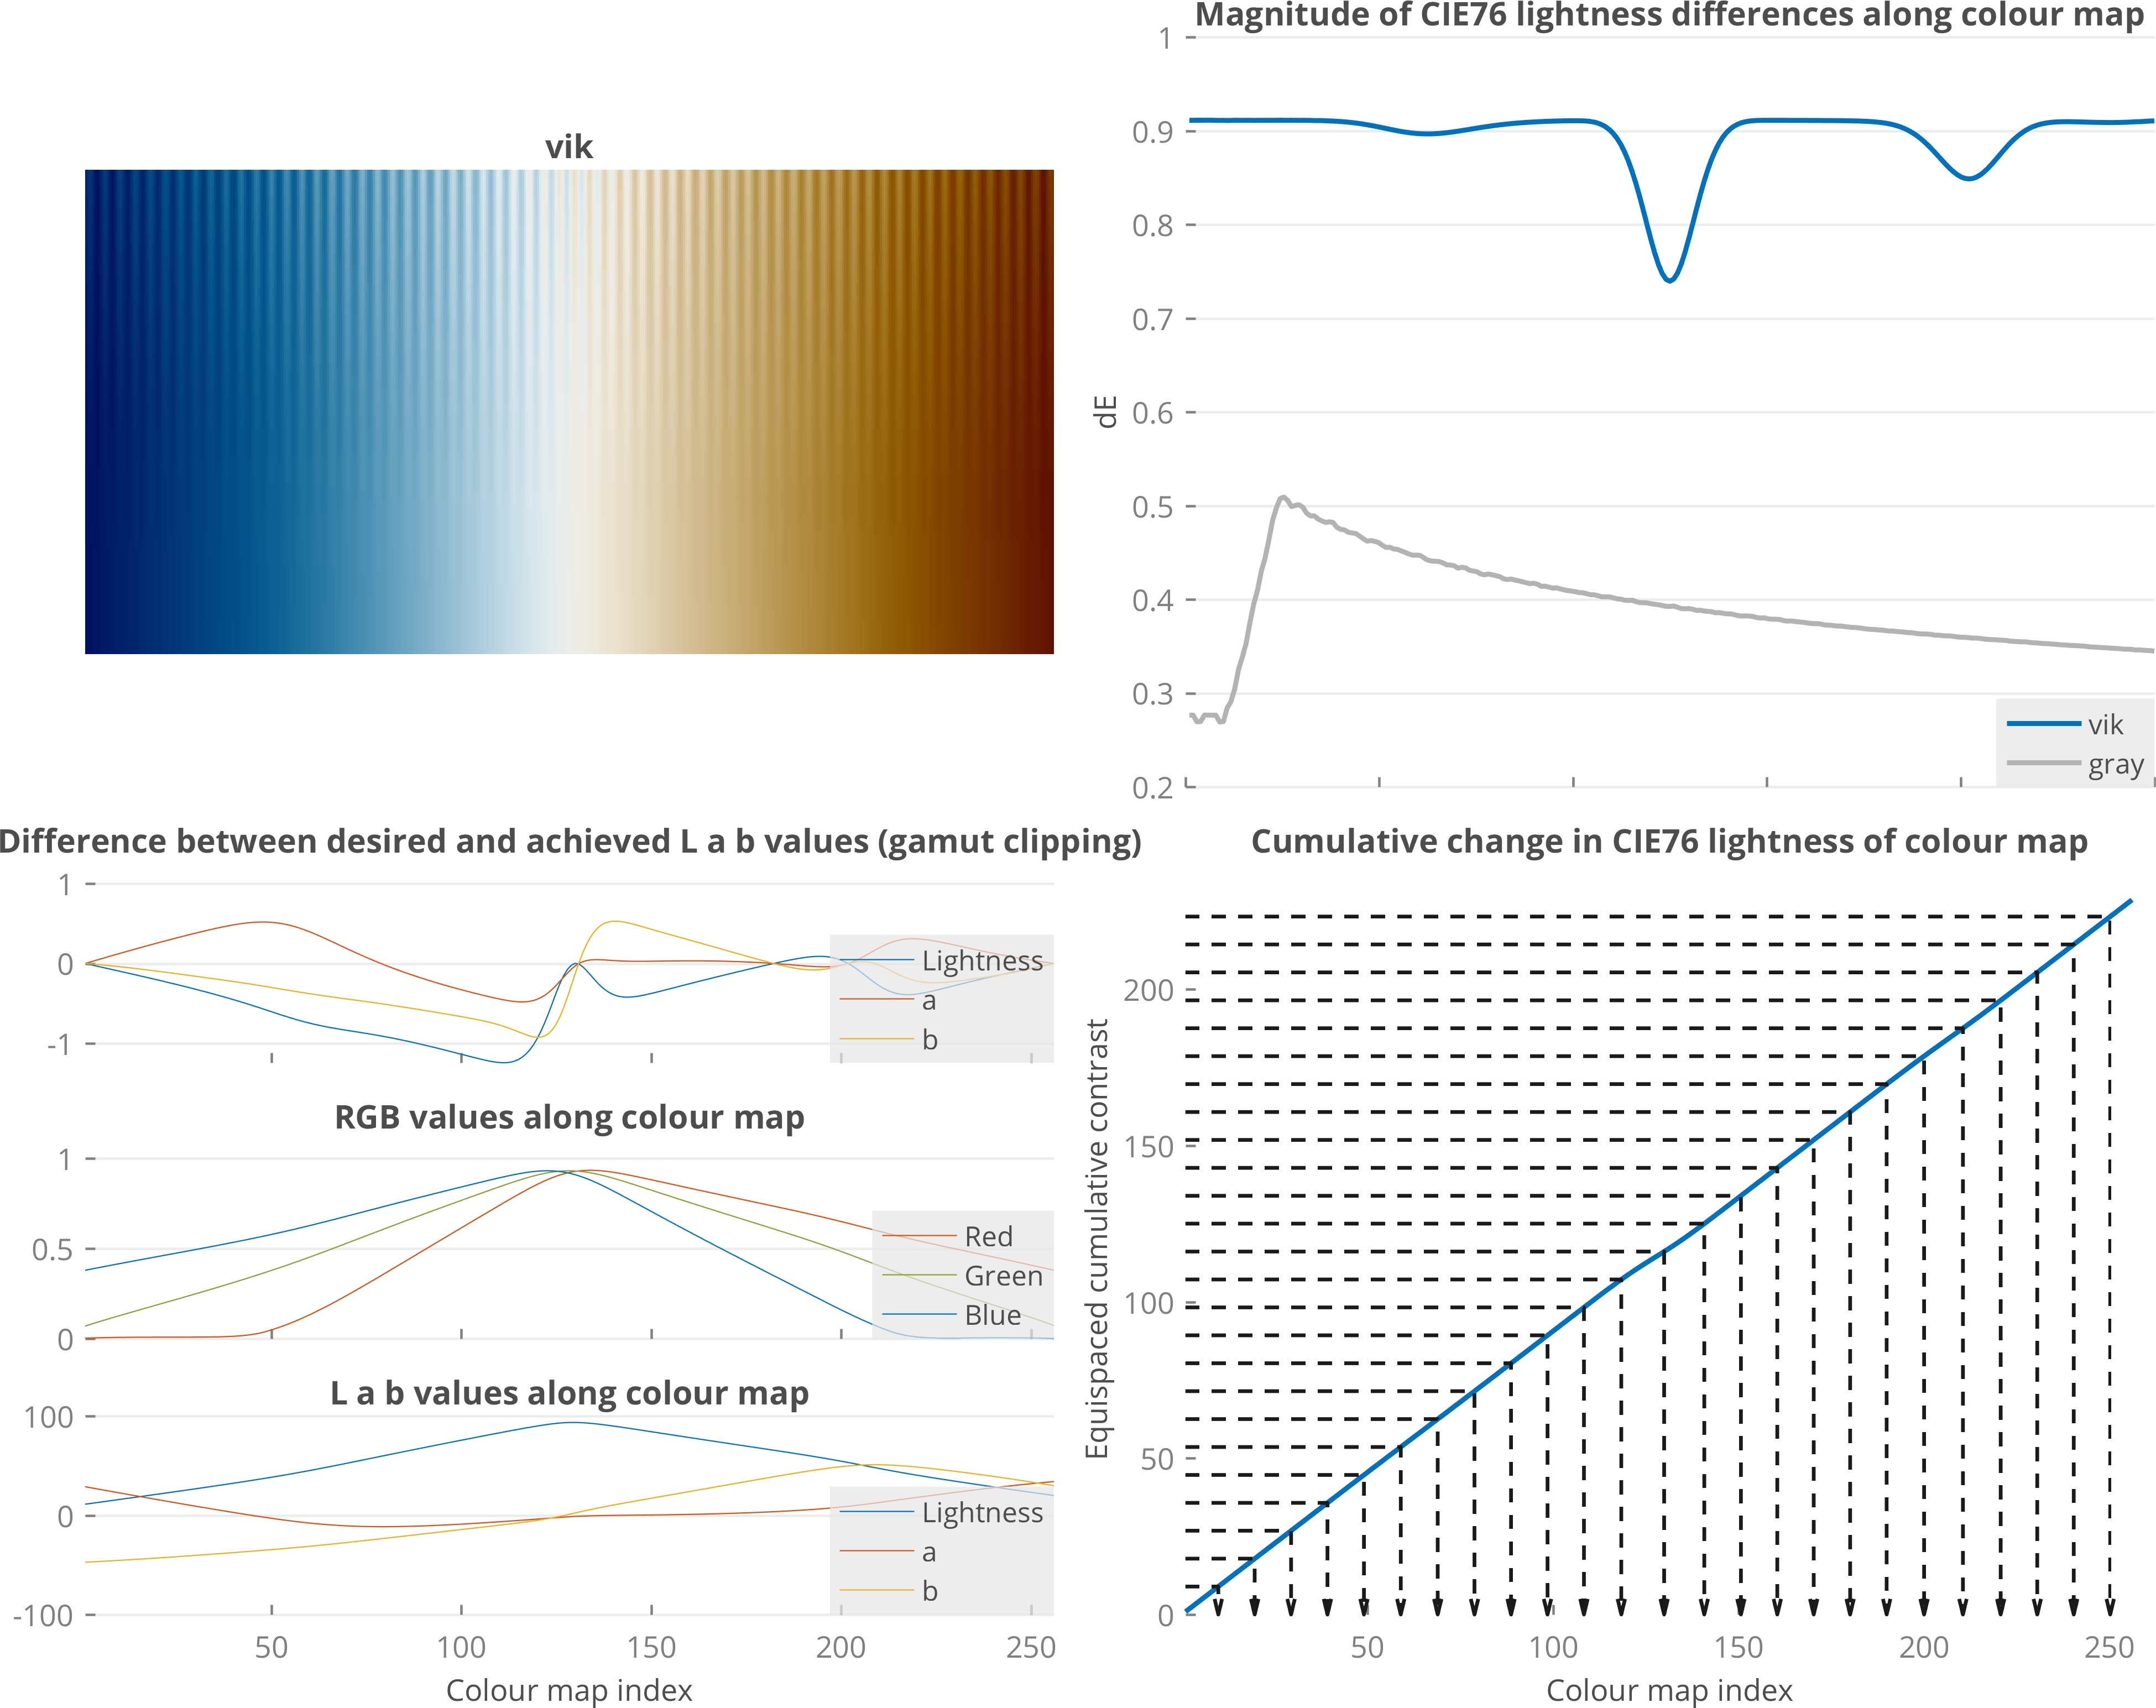 vik
Magnitude of CIE76 lightness differences along colour map
1
0.9
0.8
0.7
0.6
0.5
0.4
0.3
0.2
dE
vik
gray
Difference between desired and achieved L a b values (gamut clipping)
1
0
-1
Lightness
a
b
RGB values along colour map
1
0.5
0
Red
Green
Blue
L a b values along colour map
100
0
-100
Lightness
a
b
50 100 150 200 250
Colour map index
Cumulative change in CIE76 lightness of colour map
200
150
100
50
0
Equispaced cumulative contrast
50 100 150 200 250
Colour map index